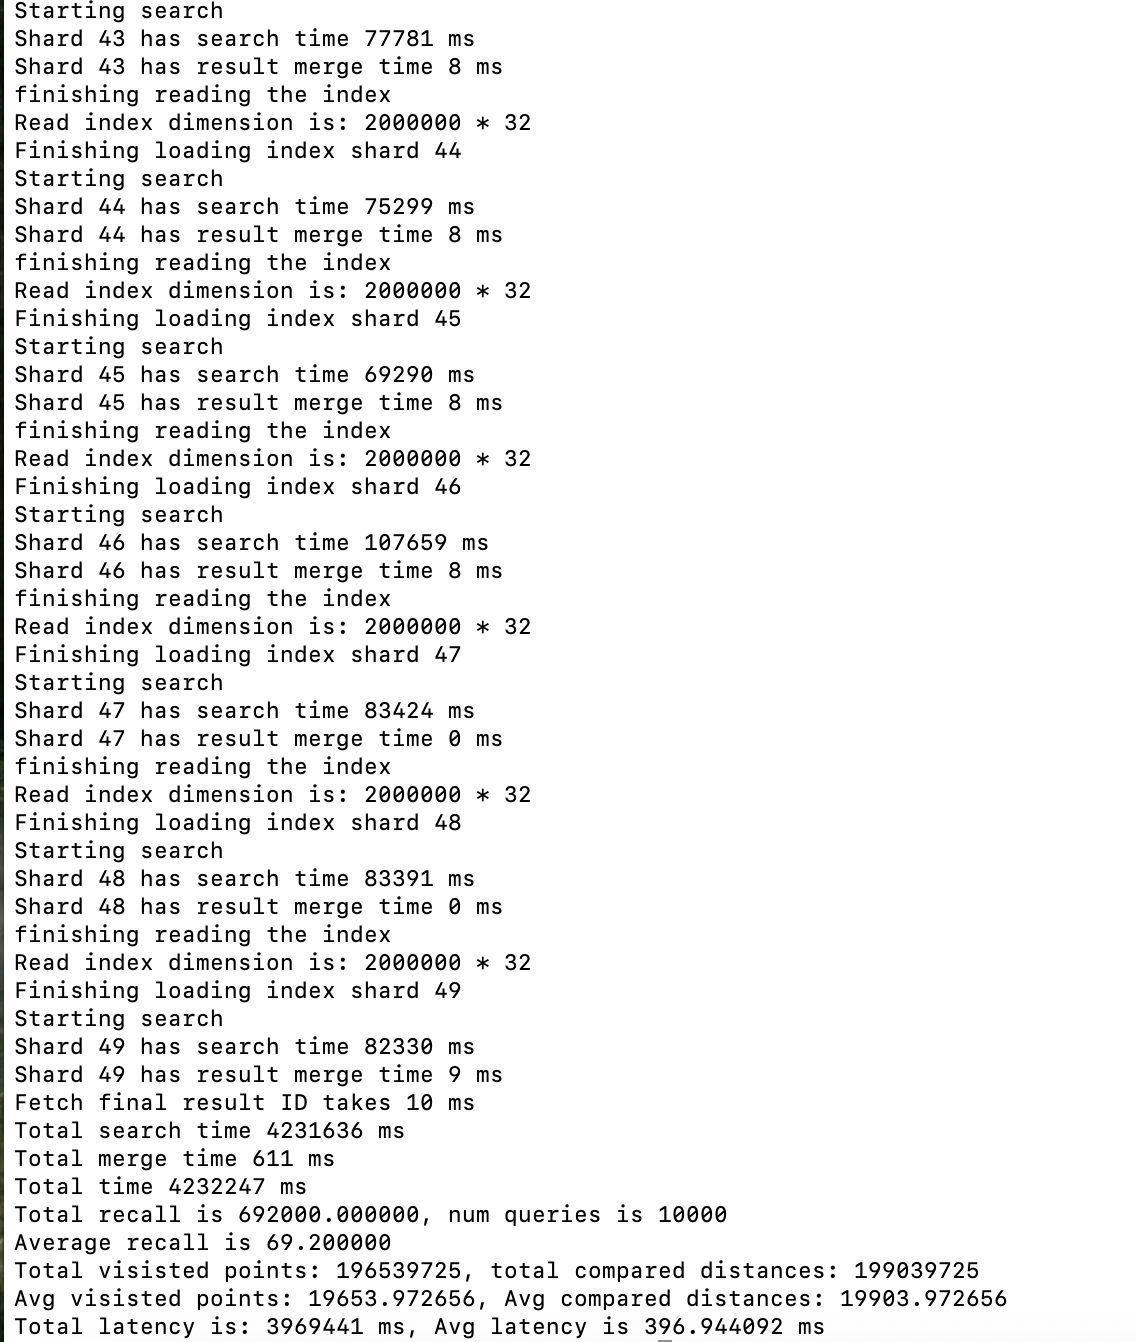 Starting search
Shard 43 has search time 77781 ms
Shard 43 has result merge time 8 ms
finishing reading the index
Read index dimension is: 2000000 * 32
Finishing loading index shard 44
Starting search
Shard 44 has search time 75299 ms
Shard 44 has result merge time 8 ms
finishing reading the index
Read index dimension is: 2000000 * 32
Finishing loading index shard 45
Starting search
Shard 45 has search time 69290 ms
Shard 45 has result merge time 8 ms
finishing reading the index
Read index dimension is: 2000000 * 32
Finishing loading index shard 46
Starting search
Shard 46 has search time 107659 ms
Shard 46 has result merge time 8 ms
finishing reading the index
Read index dimension is: 2000000 * 32
Finishing loading index shard 47
Starting search
Shard 47 has search time 83424 ms
Shard 47 has result merge time 0 ms
finishing reading the index
Read index dimension is: 2000000 * 32
Finishing loading index shard 48
Starting search
Shard 48 has search time 83391 ms
Shard 48 has result merge time 0 ms
finishing reading the index
Read index dimension is: 2000000 * 32
Finishing loading index shard 49
Starting search
Shard 49 has search time 82330 ms
Shard 49 has result merge time 9 ms
Fetch final result ID takes 10 ms
Total search time 4231636 ms
Total merge time 611 ms
Total time 4232247 ms
Total recall is 692000.000000, num queries is 10000
Average recall is 69.200000
Total visisted points: 196539725, total compared distances: 199039725
Avg visisted points: 19653.972656, Avg compared distances: 19903.972656
Total latency is: 3969441 ms, Avg latency is 396.944092 ms